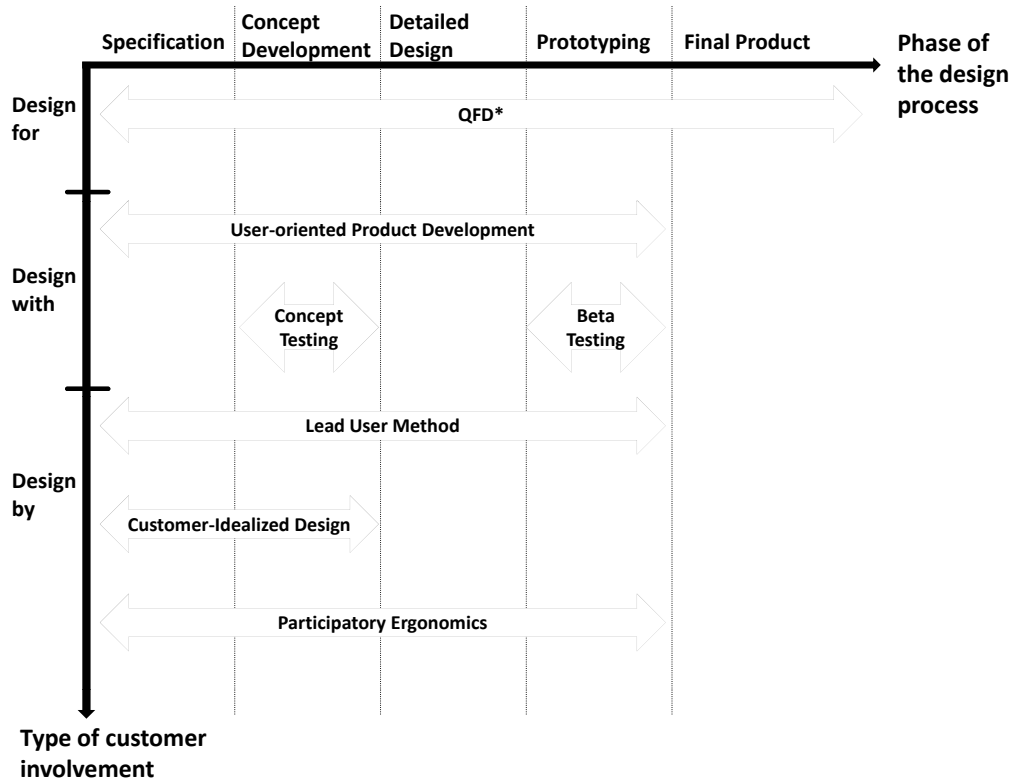 Specification
Concept
Development
Detailed
Design
Prototyping
Final Product
Phase of
the design
process
Design
for
QFD*
User-oriented Product Development
Design
with
Concept
Testing
Beta
Testing
Lead User Method
Design
by
Customer-Idealized Design
Participatory Ergonomics
Type of customer
involvement